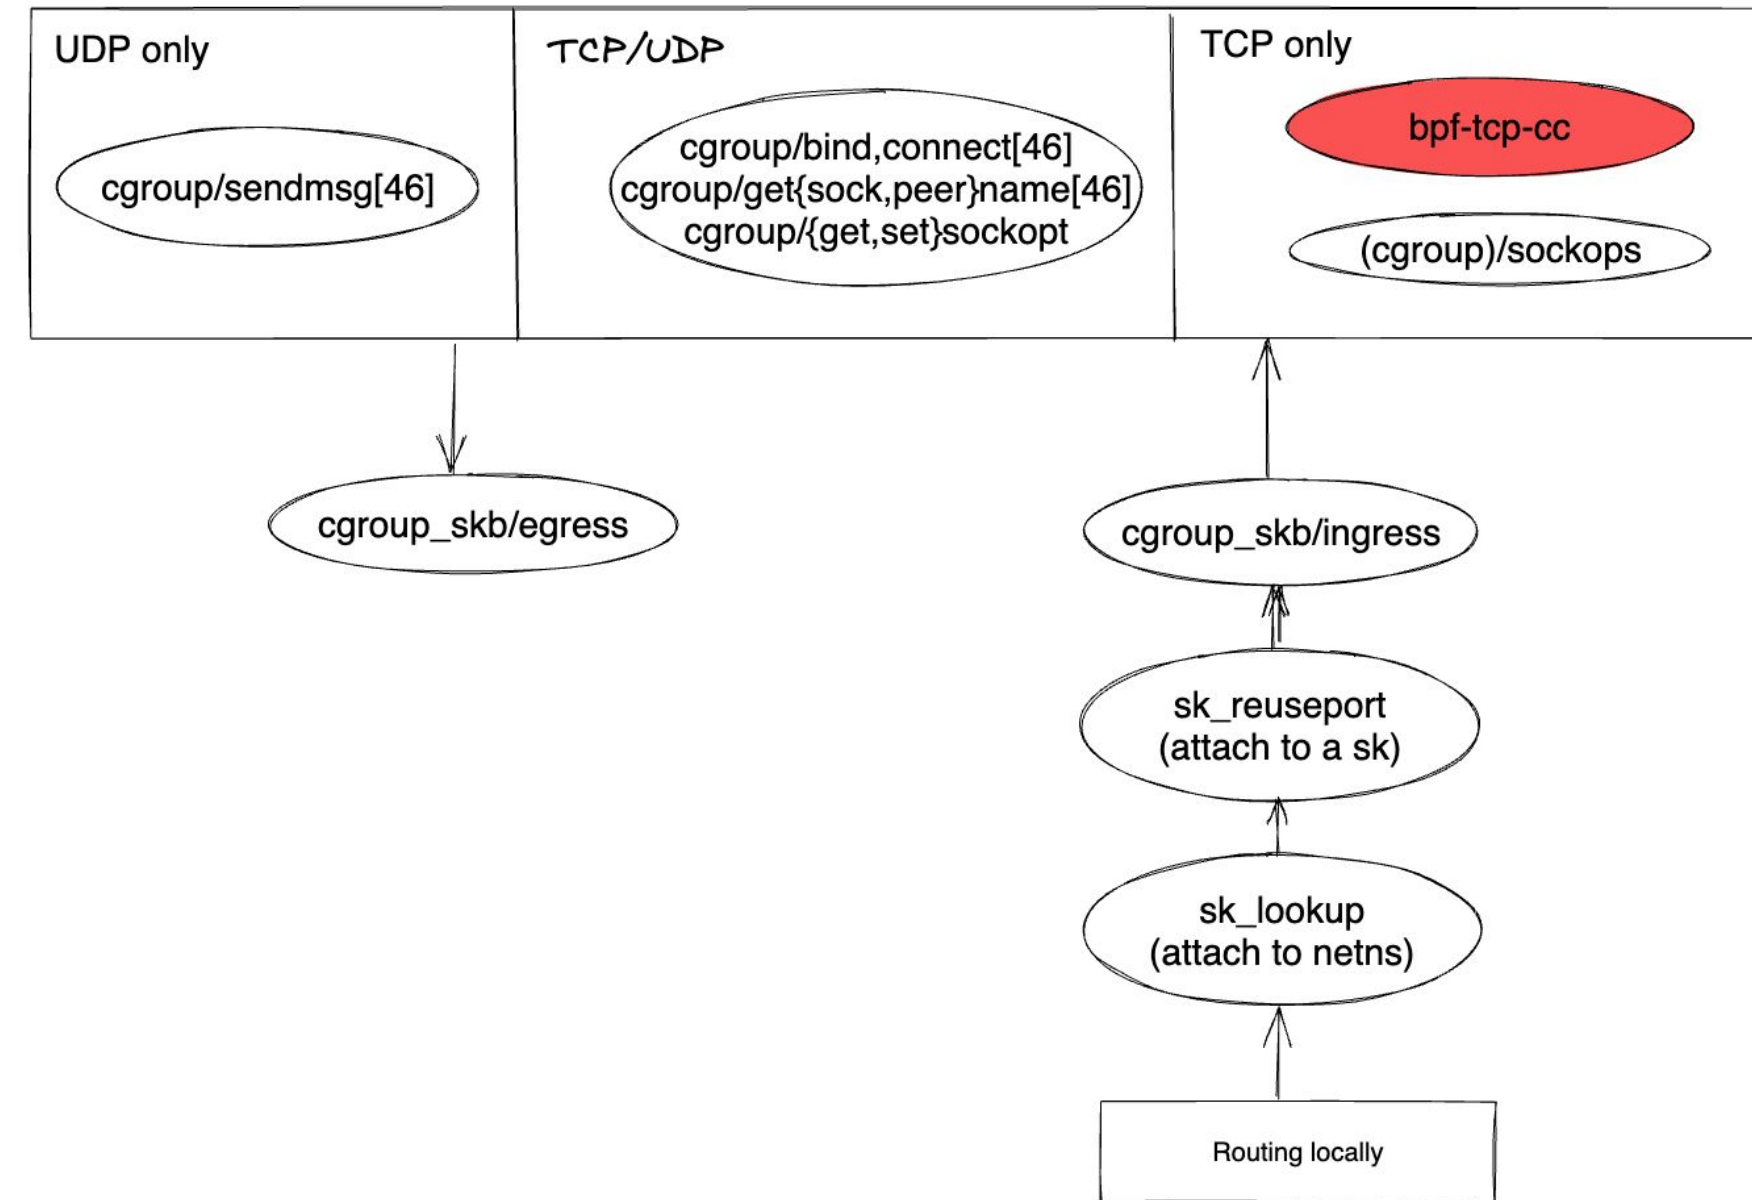 UDP only
TCP/UDP
TCP only
cgroup/sendmsg[46]
cgroup/bind,connect[46]
cgroup/get{sock,peer}name[46]
cgroup/{get,set}sockopt
bpf-tcp-cc
(cgroup)/sockops
cgroup_skb/egress
cgroup_skb/ingress
sk_reuseport
(attach to a sk)
sk_lookup
(attach to netns)
Routing locally